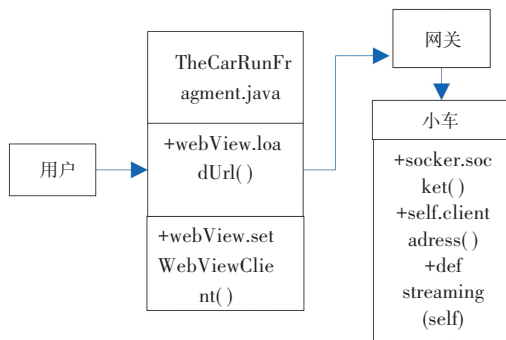 用户
TheCarRunFr
agment.java
+webView.loa
dUrl()
+webView.set
WebViewClie
nt()
网关
小车
+socker.soc
ket()
+self.client
adress()
+def
streaming
(self)